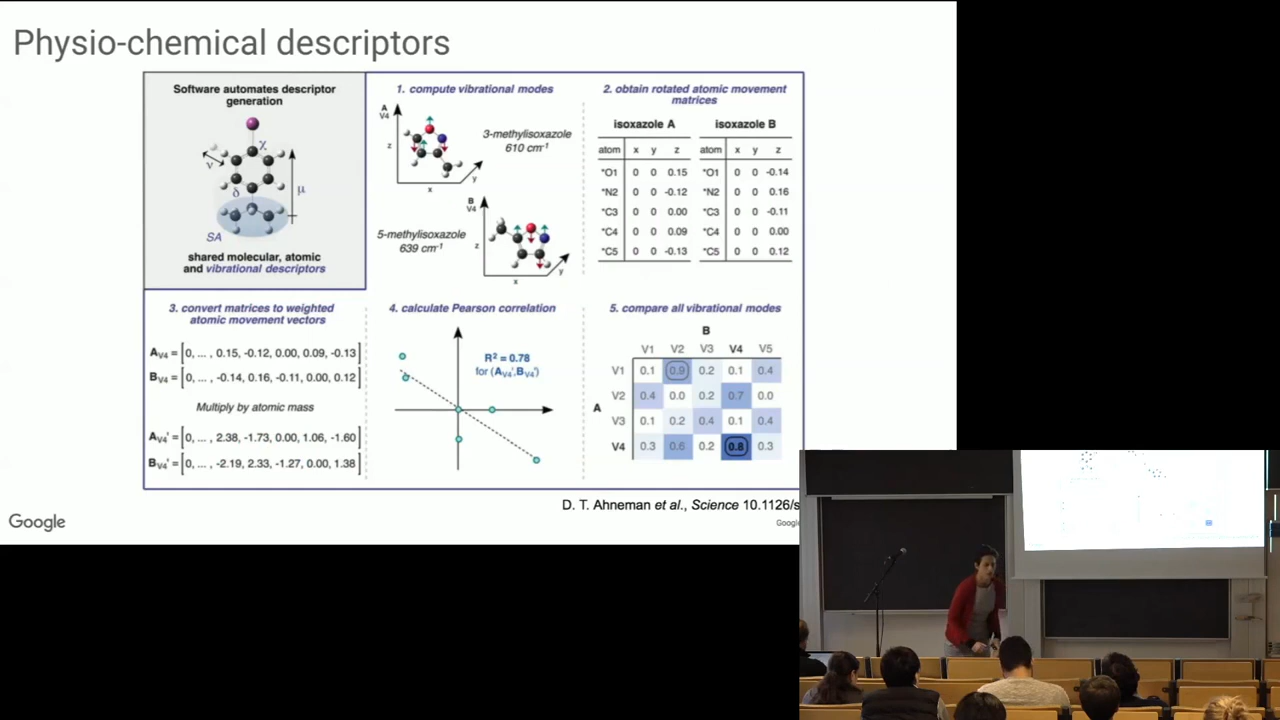 Physio-chemical descriptors
Software automates descriptor
generation
χ
ν
δ
μ
SA
shared molecular, atomic
and vibrational descriptors
1. compute vibrational modes
A
V4
z
x
y
3-methylisoxazole
610 cm⁻¹
B
V4
z
x
y
5-methylisoxazole
639 cm⁻¹
2. obtain rotated atomic movement
matrices
isoxazole A isoxazole B
atom x y z atom x y z
*O1 0 0 0.15 *O1 0 0 -0.14
*N2 0 0 -0.12 *N2 0 0 0.16
*C3 0 0 0.00 *C3 0 0 -0.11
*C4 0 0 0.09 *C4 0 0 0.00
*C5 0 0 -0.13 *C5 0 0 0.12
3. convert matrices to weighted
atomic movement vectors
A_V4 = [0, ... , 0.15, -0.12, 0.00, 0.09, -0.13]
B_V4 = [0, ... , -0.14, 0.16, -0.11, 0.00, 0.12]
Multiply by atomic mass
A_V4' = [0, ... , 2.38, -1.73, 0.00, 1.06, -1.60]
B_V4' = [0, ... , -2.19, 2.33, -1.27, 0.00, 1.38]
4. calculate Pearson correlation
R² = 0.78
for (A_V4',B_V4')
5. compare all vibrational modes
B
V1 V2 V3 V4 V5
A
V1 0.1 0.9 0.2 0.1 0.4
V2 0.4 0.0 0.2 0.7 0.0
V3 0.1 0.2 0.4 0.1 0.4
V4 0.3 0.6 0.2 0.8 0.3
D. T. Ahneman et al., Science 10.1126/s
Google
Google